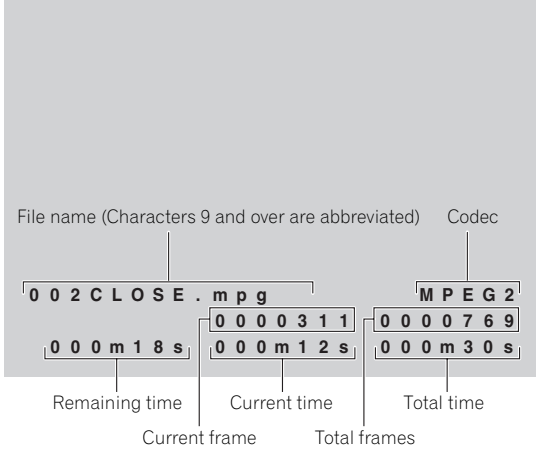 File name (Characters 9 and over are abbreviated) Codec
002CLOSE.mpg MPEG2
0000311 0000769
000m18s 000m12s 000m30s
Remaining time Current time Total time
Current frame Total frames